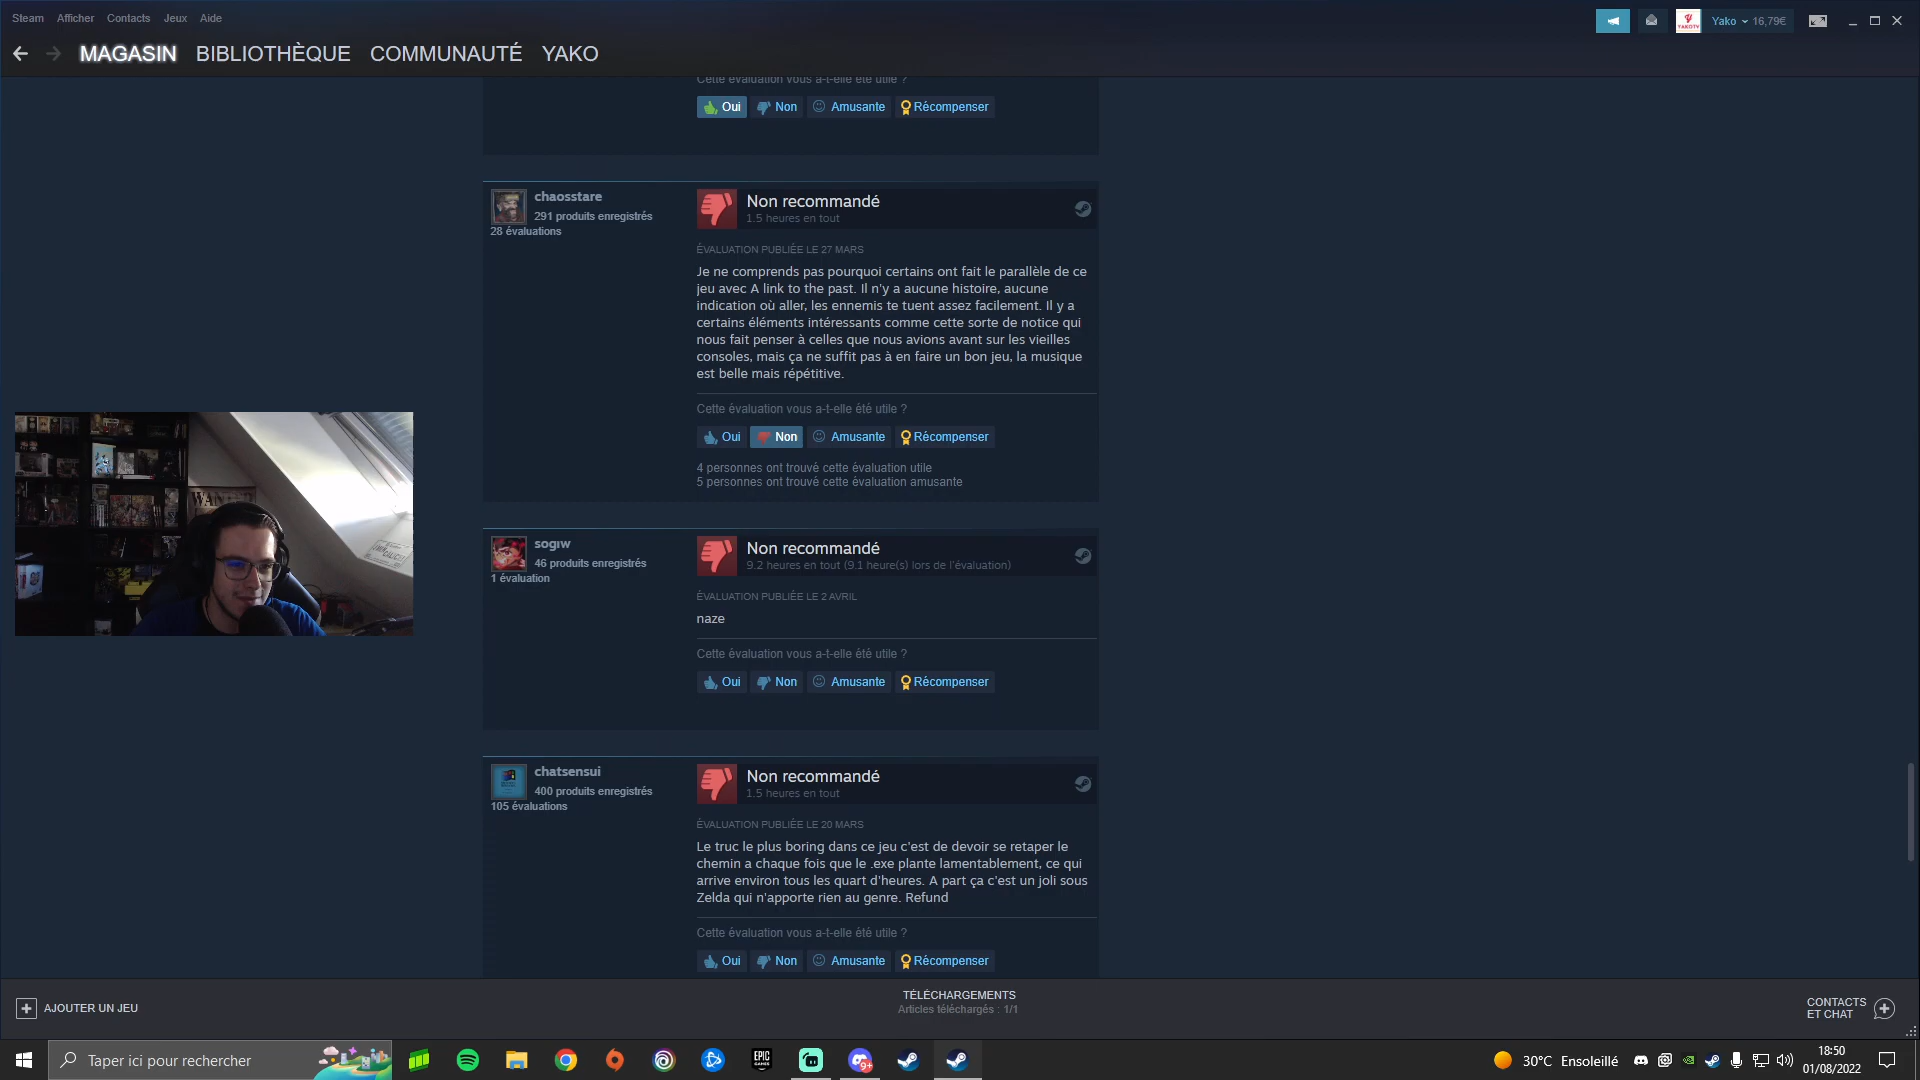 Steam Afficher Contacts Jeux Aide
Yako 16,79€
MAGASIN BIBLIOTHÈQUE COMMUNAUTÉ YAKO
Cette évaluation vous a-t-elle été utile ?
Oui Non Amusante Récompenser
chaosstare
291 produits enregistrés
28 évaluations
Non recommandé
1.5 heures en tout
ÉVALUATION PUBLIÉE LE 27 MARS
Je ne comprends pas pourquoi certains ont fait le parallèle de ce
jeu avec A link to the past. Il n'y a aucune histoire, aucune
indication où aller, les ennemis te tuent assez facilement. Il y a
certains éléments intéressants comme cette sorte de notice qui
nous fait penser à celles que nous avions avant sur les vieilles
consoles, mais ça ne suffit pas à en faire un bon jeu, la musique
est belle mais répétitive.
Cette évaluation vous a-t-elle été utile ?
Oui Non Amusante Récompenser
4 personnes ont trouvé cette évaluation utile
5 personnes ont trouvé cette évaluation amusante
WANTED
sogiw
46 produits enregistrés
1 évaluation
Non recommandé
9.2 heures en tout (9.1 heure(s) lors de l'évaluation)
ÉVALUATION PUBLIÉE LE 2 AVRIL
naze
Cette évaluation vous a-t-elle été utile ?
Oui Non Amusante Récompenser
chatsensui
400 produits enregistrés
105 évaluations
Non recommandé
1.5 heures en tout
ÉVALUATION PUBLIÉE LE 20 MARS
Le truc le plus boring dans ce jeu c'est de devoir se retaper le
chemin a chaque fois que le .exe plante lamentablement, ce qui
arrive environ tous les quart d'heures. A part ça c'est un joli sous
Zelda qui n'apporte rien au genre. Refund
Cette évaluation vous a-t-elle été utile ?
Oui Non Amusante Récompenser
AJOUTER UN JEU
TÉLÉCHARGEMENTS
Articles téléchargés : 1/1
CONTACTS
ET CHAT
Taper ici pour rechercher
EPIC
GAMES
9+
30°C Ensoleillé
18:50
01/08/2022